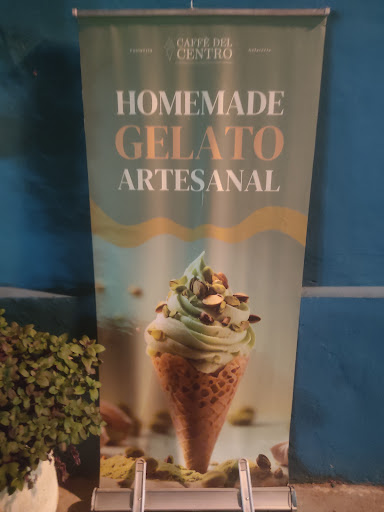 CAFFÈ DEL
CENTRO
HOMEMADE
GELATO
ARTESANAL